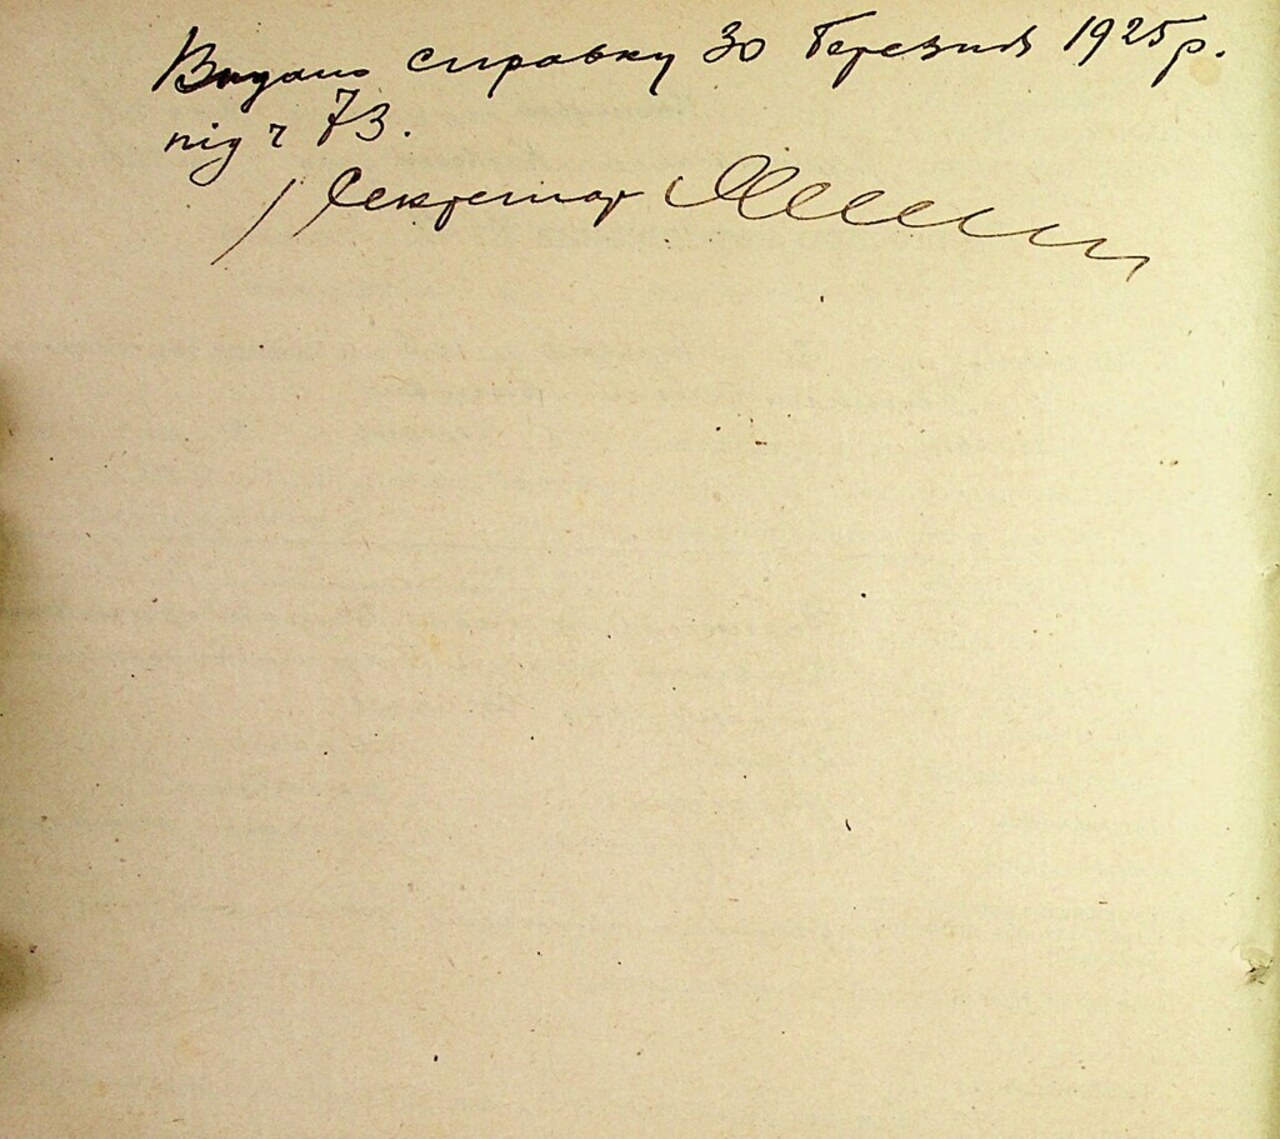 Видано справку 30 березня 1925 р.
під ч 73.
Секретар